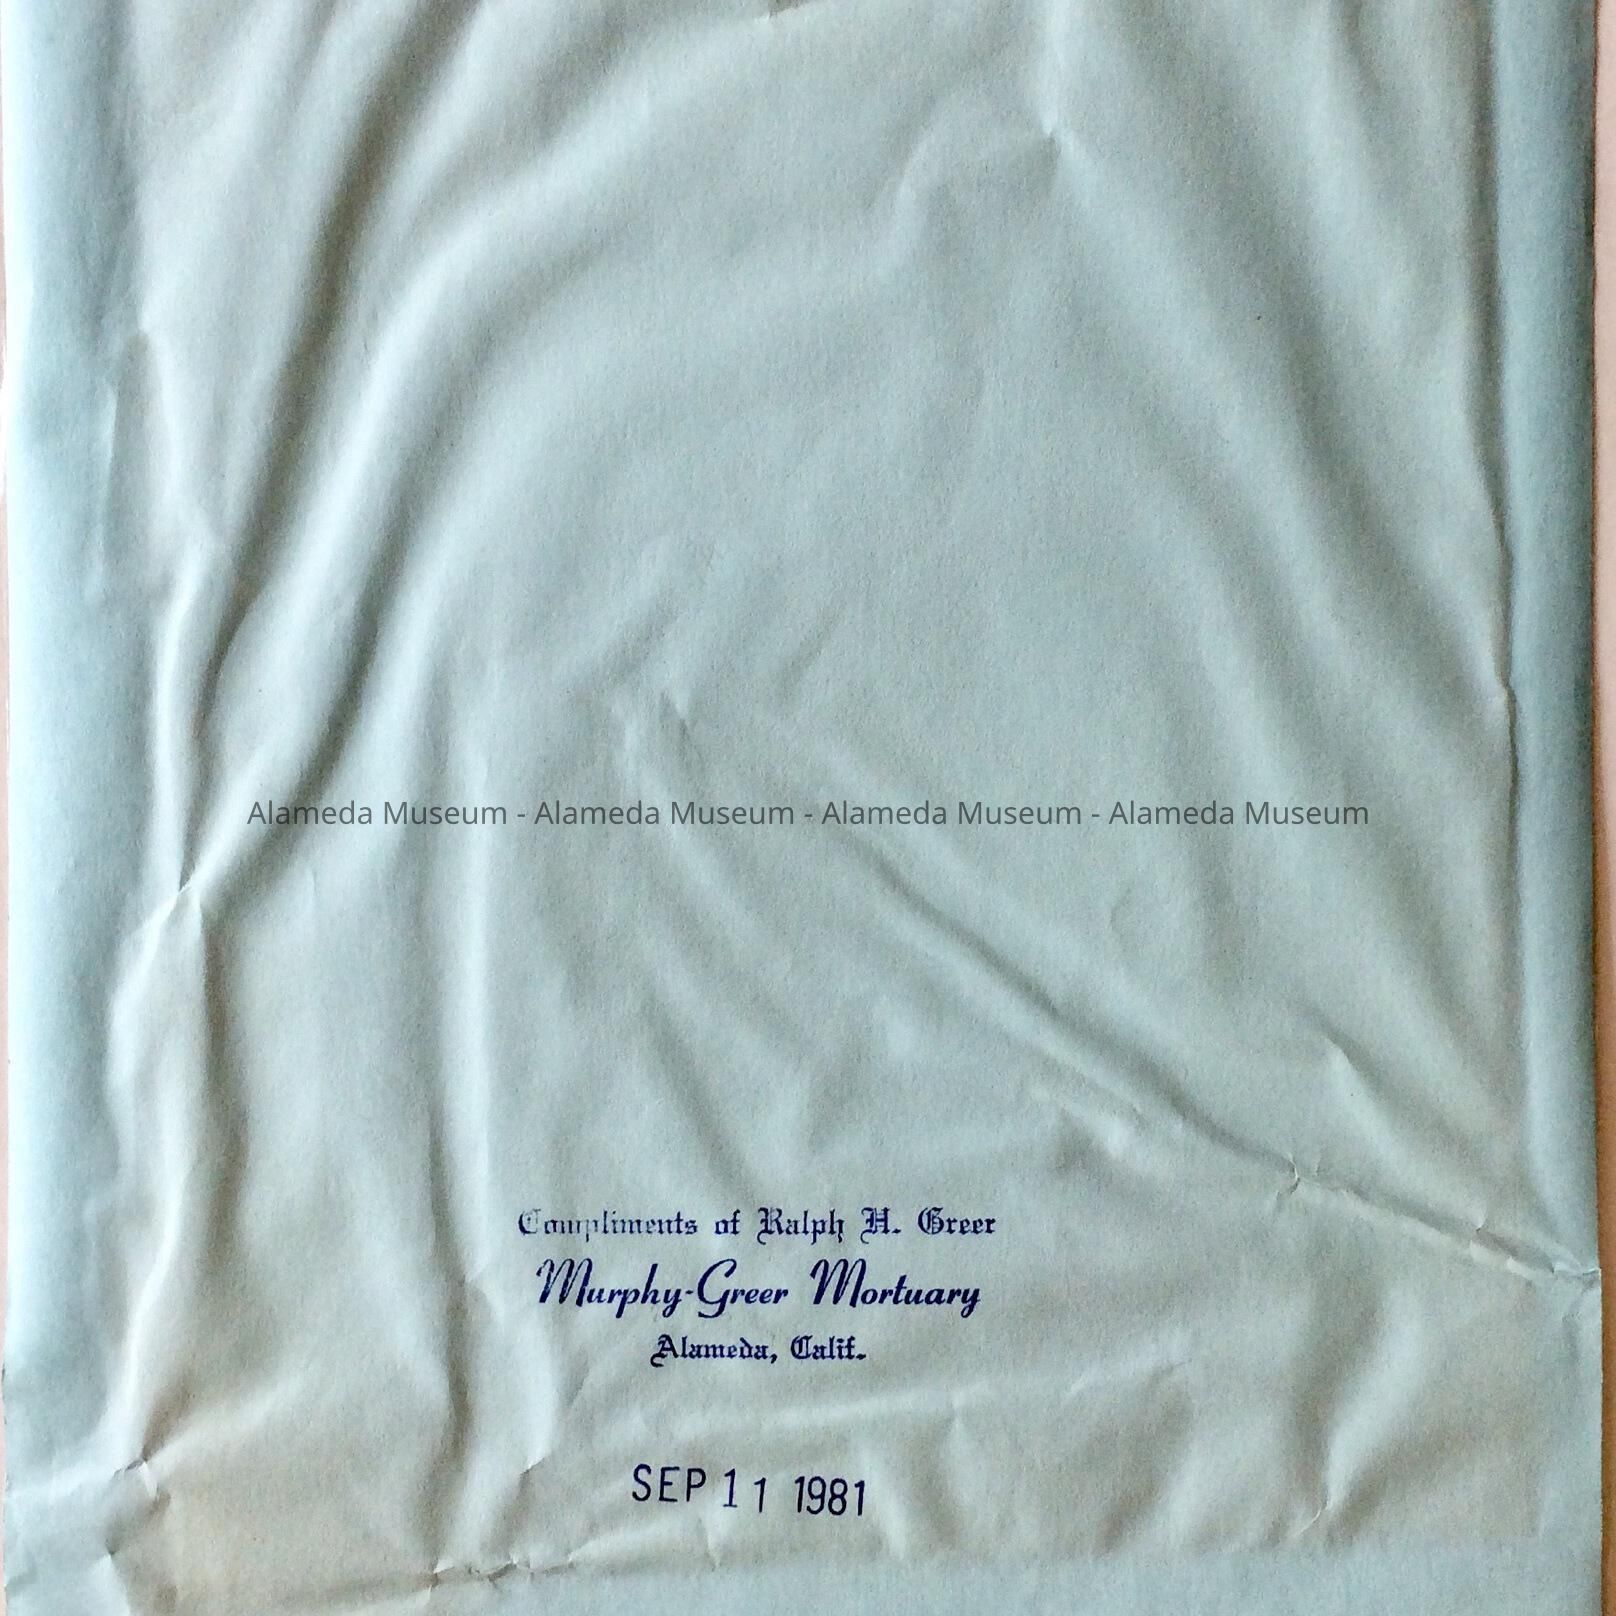 Alameda Museum - Alameda Museum - Alameda Museum - Alameda Museum
Compliments of Ralph H. Greer
Murphy-Greer Mortuary
Alameda, Calif.
SEP 11 1981